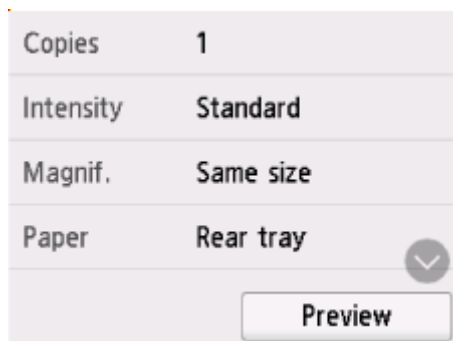 Copies 1
Intensity Standard
Magnif. Same size
Paper Rear tray
Preview